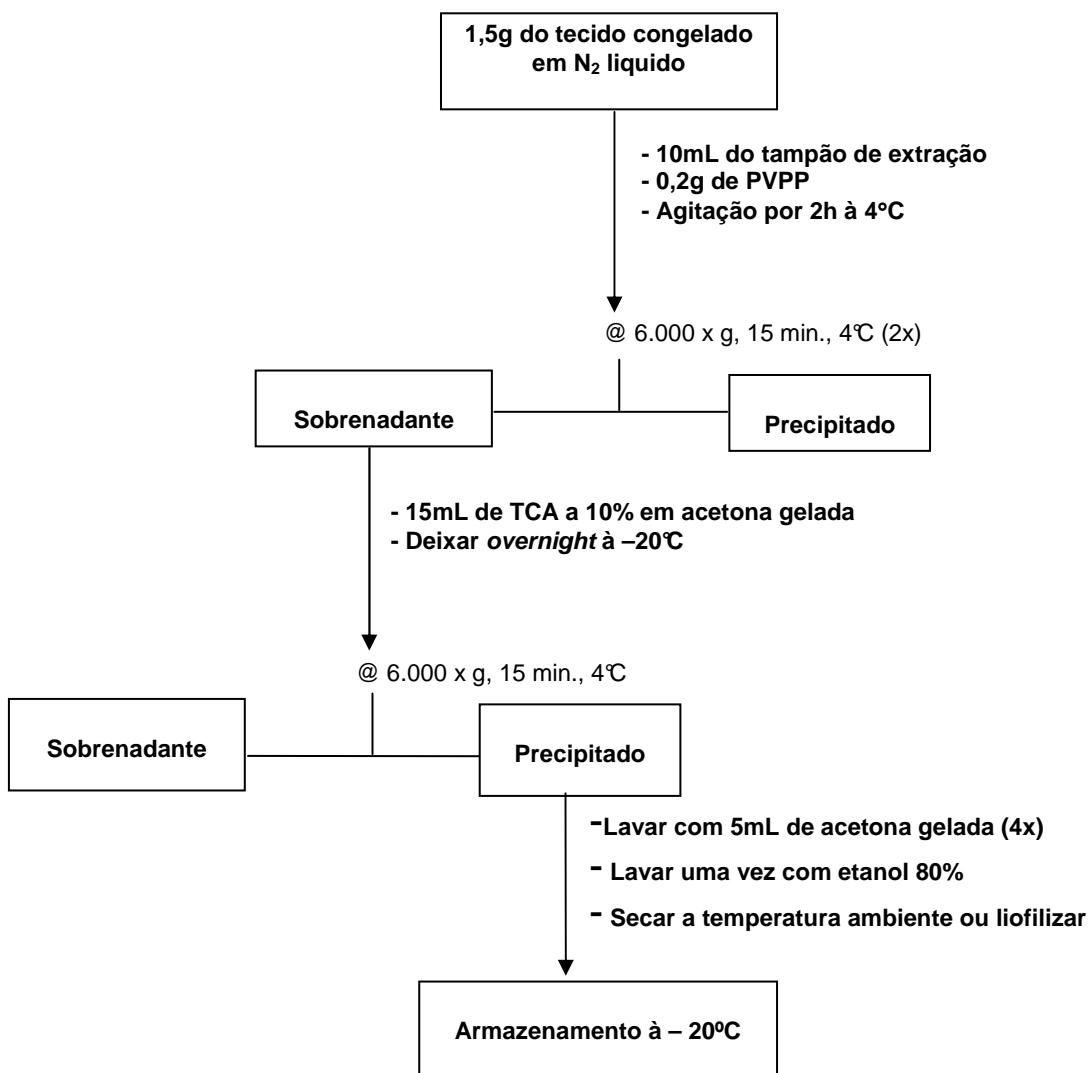 1,5g do tecido congelado
em N₂ liquido
- 10mL do tampão de extração
- 0,2g de PVPP
- Agitação por 2h à 4ºC
@ 6.000 x g, 15 min., 4°C (2x)
Sobrenadante
Precipitado
- 15mL de TCA a 10% em acetona gelada
- Deixar overnight à –20°C
@ 6.000 x g, 15 min., 4°C
Sobrenadante
Precipitado
-Lavar com 5mL de acetona gelada (4x)
- Lavar uma vez com etanol 80%
- Secar a temperatura ambiente ou liofilizar
Armazenamento à – 20ºC